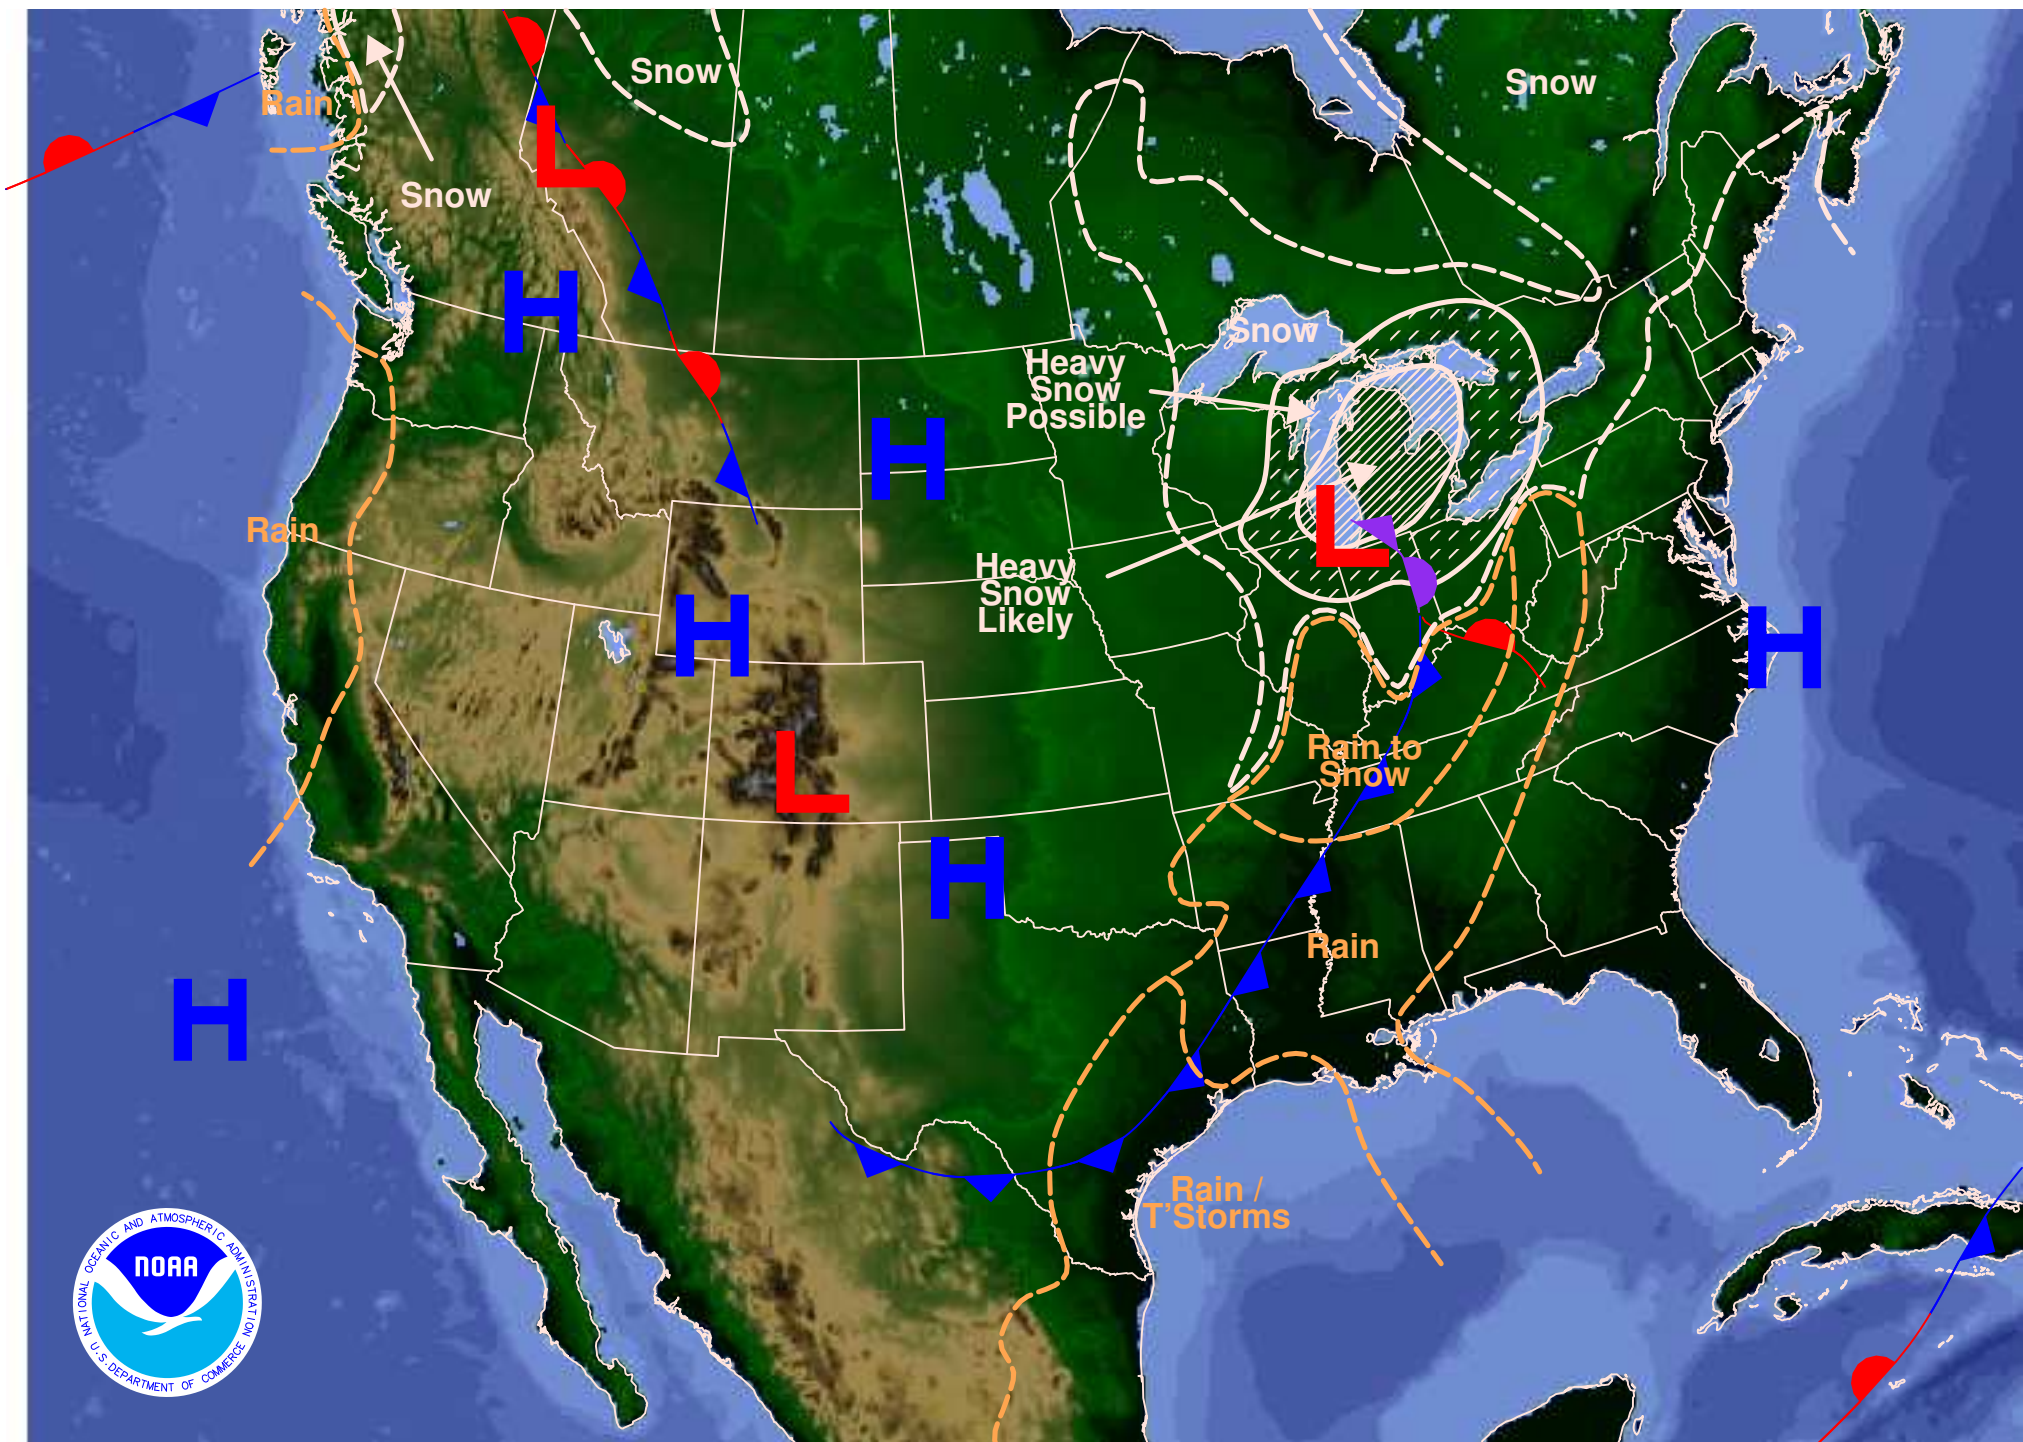 Snow
Snow
Rain
L
Snow
H
Snow
Heavy
Snow
Possible
H
L
Rain
Heavy
Snow
Likely
H
H
L
Rain to
Snow
H
Rain
H
Rain /
T'Storms
NATIONAL OCEANIC AND ATMOSPHERIC ADMINISTRATION
NOAA
U.S. DEPARTMENT OF COMMERCE